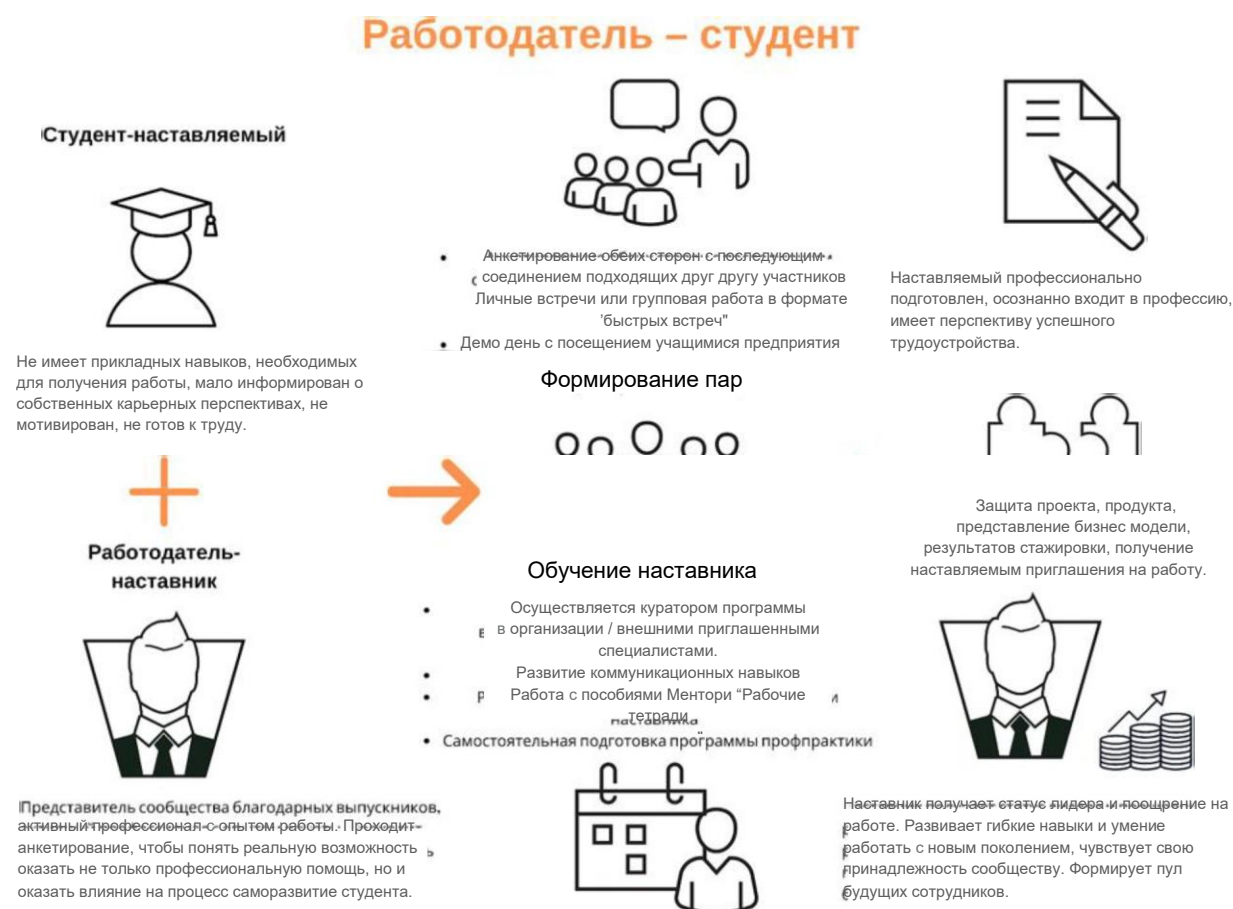 Работодатель – студент
Студент-наставляемый
Не имеет прикладных навыков, необходимых
для получения работы, мало информирован о
собственных карьерных перспективах, не
мотивирован, не готов к труду.
Работодатель-
наставник
Представитель сообщества благодарных выпускников,
активный профессионал с опытом работы. Проходит
анкетирование, чтобы понять реальную возможность
оказать не только профессиональную помощь, но и
оказать влияние на процесс саморазвитие студента.
• Анкетирование обеих сторон с последующим
соединением подходящих друг другу участников
Личные встречи или групповая работа в формате
'быстрых встреч"
• Демо день с посещением учащимися предприятия
Формирование пар
Обучение наставника
• Осуществляется куратором программы
в организации / внешними приглашенными
специалистами.
• Развитие коммуникационных навыков
• Работа с пособиями Ментори “Рабочие
тетради
наставника
• Самостоятельная подготовка программы профпрактики
Наставляемый профессионально
подготовлен, осознанно входит в профессию,
имеет перспективу успешного
трудоустройства.
Защита проекта, продукта,
представление бизнес модели,
результатов стажировки, получение
наставляемым приглашения на работу.
Наставник получает статус лидера и поощрение на
работе. Развивает гибкие навыки и умение
работать с новым поколением, чувствует свою
принадлежность сообществу. Формирует пул
будущих сотрудников.